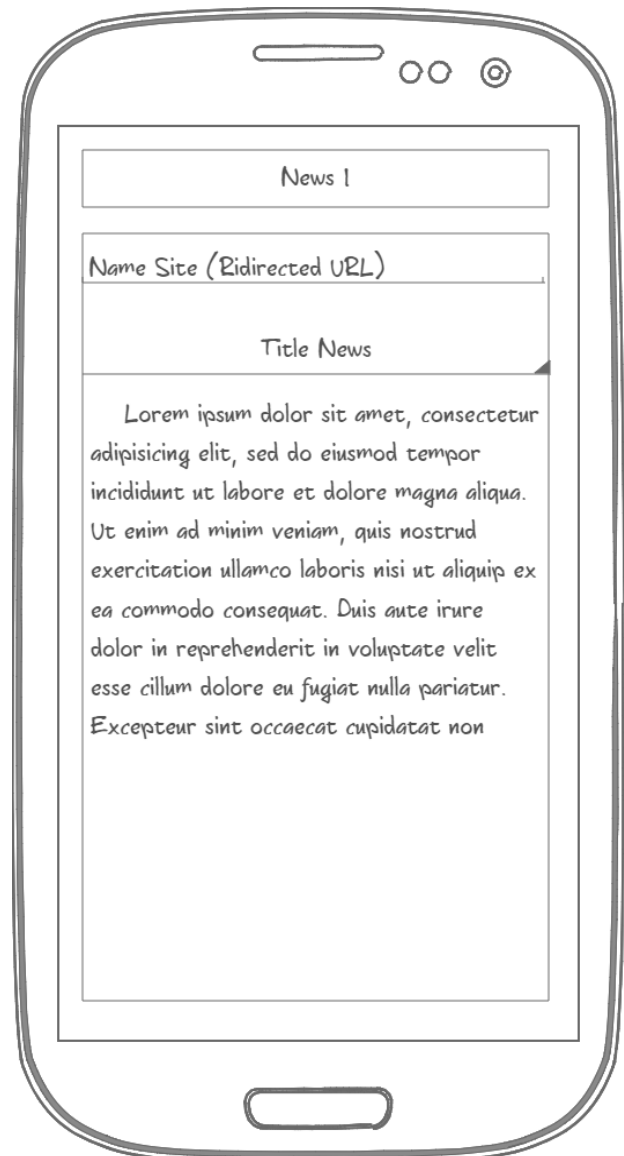 News 1
Name Site (Ridirected URL)
Title News
Lorem ipsum dolor sit amet, consectetur
adipisicing elit, sed do eiusmod tempor
incididunt ut labore et dolore magna aliqua.
Ut enim ad minim veniam, quis nostrud
exercitation ullamco laboris nisi ut aliquip ex
ea commodo consequat. Duis aute irure
dolor in reprehenderit in voluptate velit
esse cillum dolore eu fugiat nulla pariatur.
Excepteur sint occaecat cupidatat non